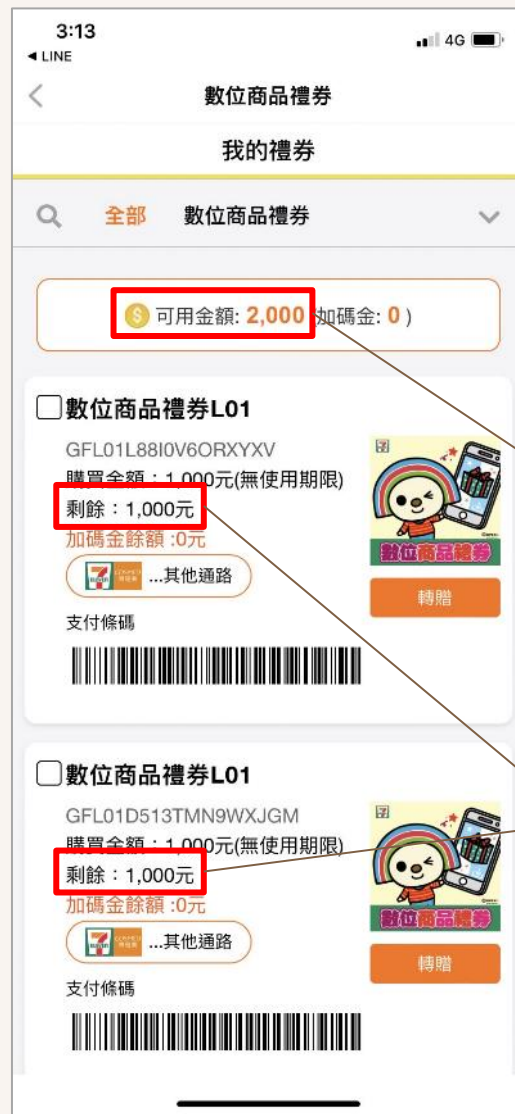 3:13
4G
◀ LINE
數位商品禮券
我的禮券
全部 數位商品禮券
$ 可用金額: 2,000 加碼金: 0 )
數位商品禮券L01
GFL01L88I0V6ORXYXV
購買金額：1,000元(無使用期限)
剩餘：1,000元
加碼金餘額 :0元
...其他通路
數位商品禮券
轉贈
支付條碼
數位商品禮券L01
GFL01D513TMN9WXJGM
購買金額：1,000元(無使用期限)
剩餘：1,000元
加碼金餘額 :0元
...其他通路
數位商品禮券
轉贈
支付條碼